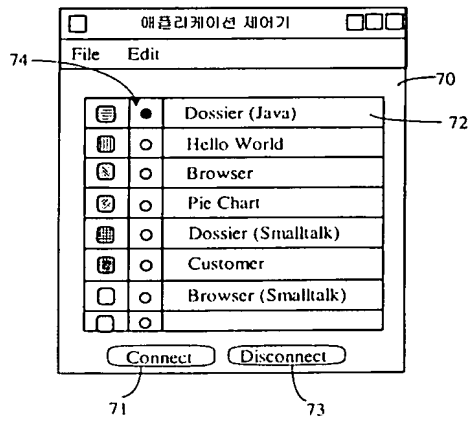 애플리케이션 제어기
File Edit
74
70
Dossier (Java)
72
Hello World
Browser
Pie Chart
Dossier (Smalltalk)
Customer
Browser (Smalltalk)
Connect Disconnect
71 73